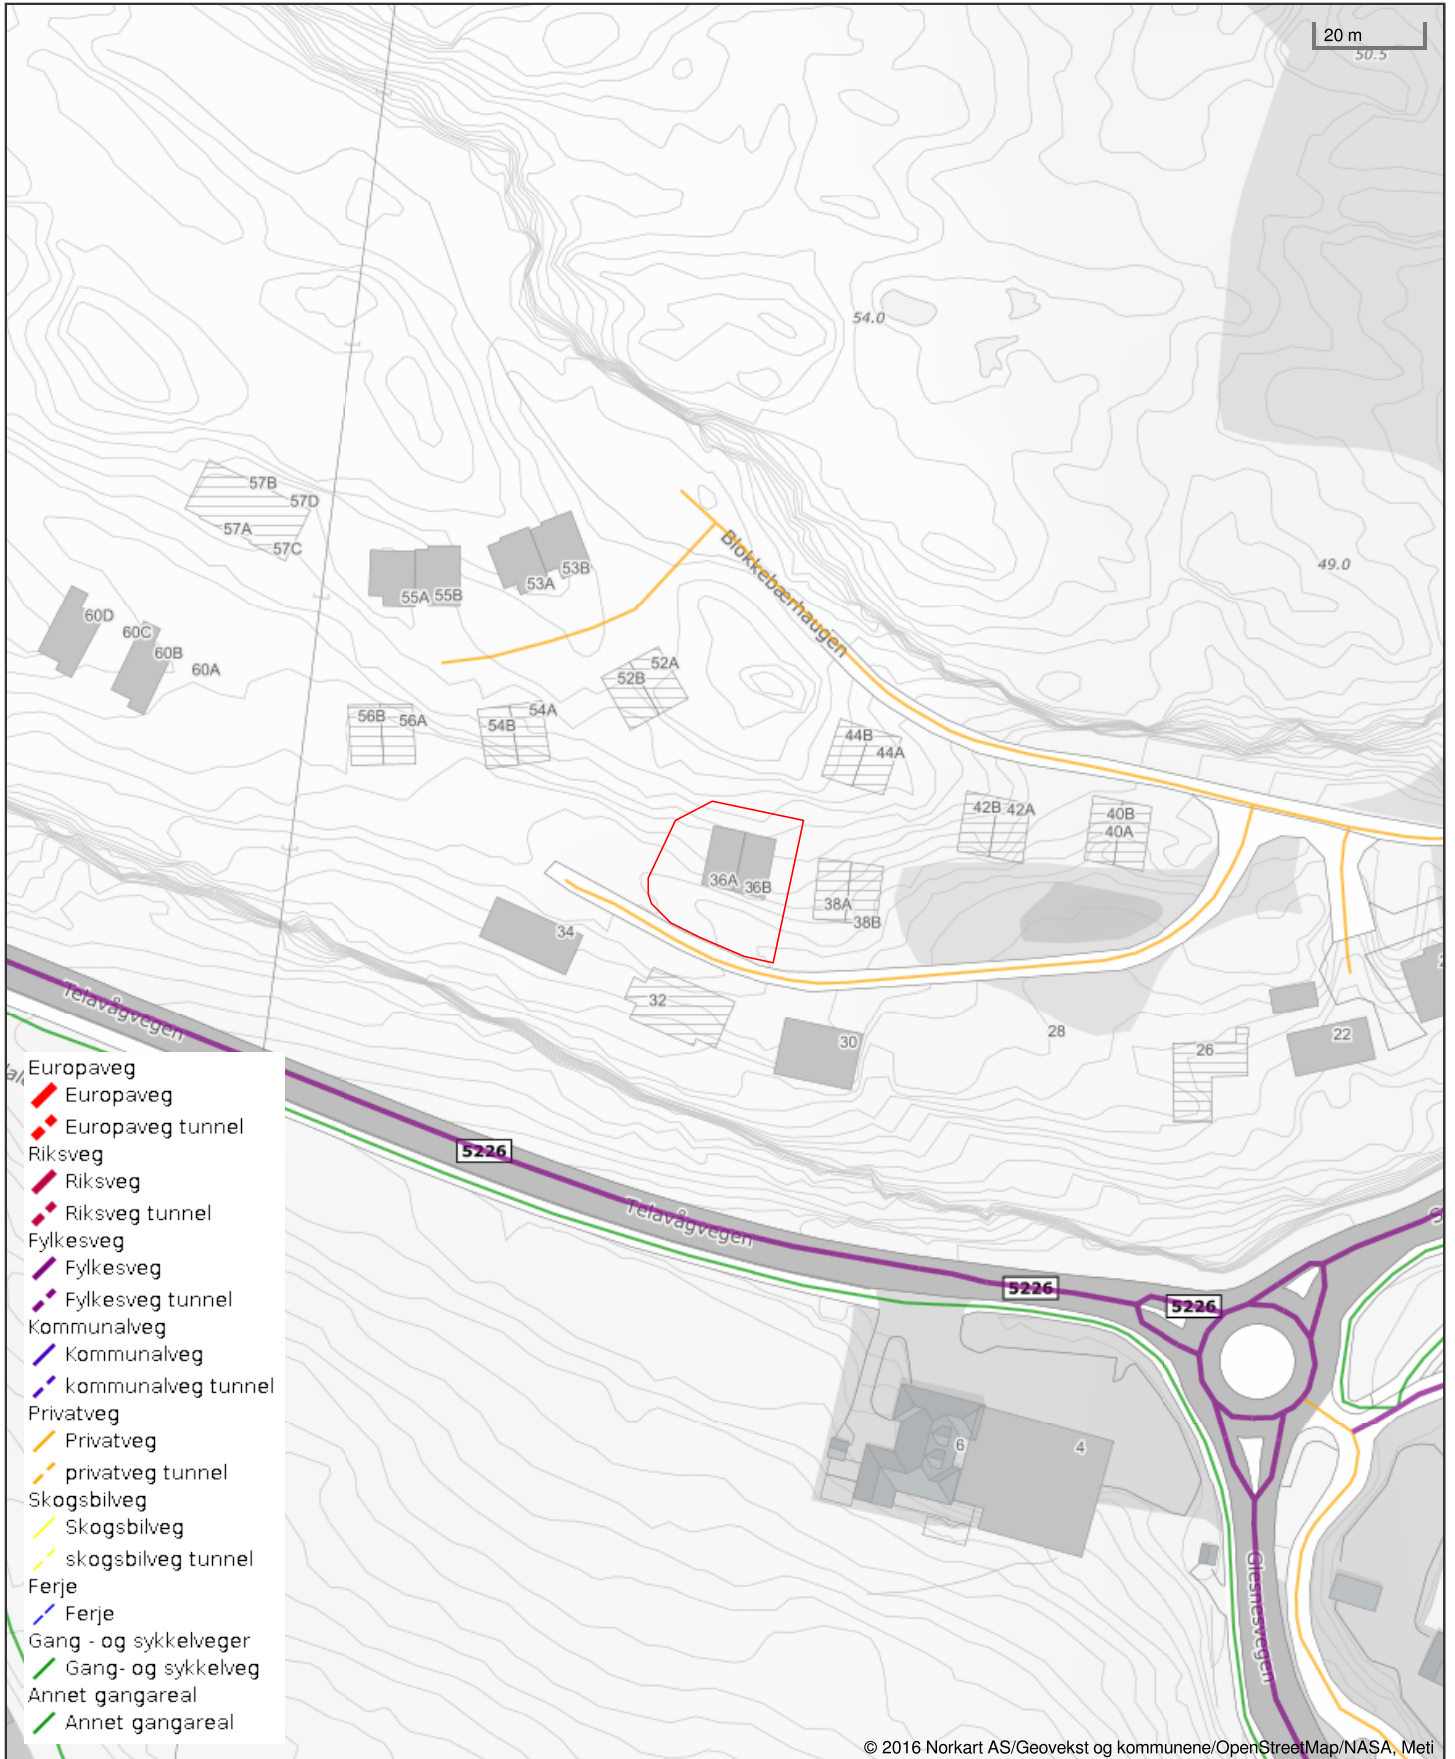 20 m
50.5
54.0
57B
57D
57A
57C
Blokkebærhaugen
49.0
53B
53A
55A
55B
60D
60C
60B
60A
52A
52B
54A
54B
56B
56A
44B
44A
42B
42A
40B
40A
36A
36B
38A
38B
34
32
30
28
26
22
Telavågvegen
5226
Telavågvegen
5226
5226
6
4
Glesnesvegen
Europaveg
Europaveg
Europaveg tunnel
Riksveg
Riksveg
Riksveg tunnel
Fylkesveg
Fylkesveg
Fylkesveg tunnel
Kommunalveg
Kommunalveg
kommunalveg tunnel
Privatveg
Privatveg
privatveg tunnel
Skogsbilveg
Skogsbilveg
skogsbilveg tunnel
Ferje
Ferje
Gang - og sykkelveger
Gang- og sykkelveg
Annet gangareal
Annet gangareal
© 2016 Norkart AS/Geovekst og kommunene/OpenStreetMap/NASA, Meti